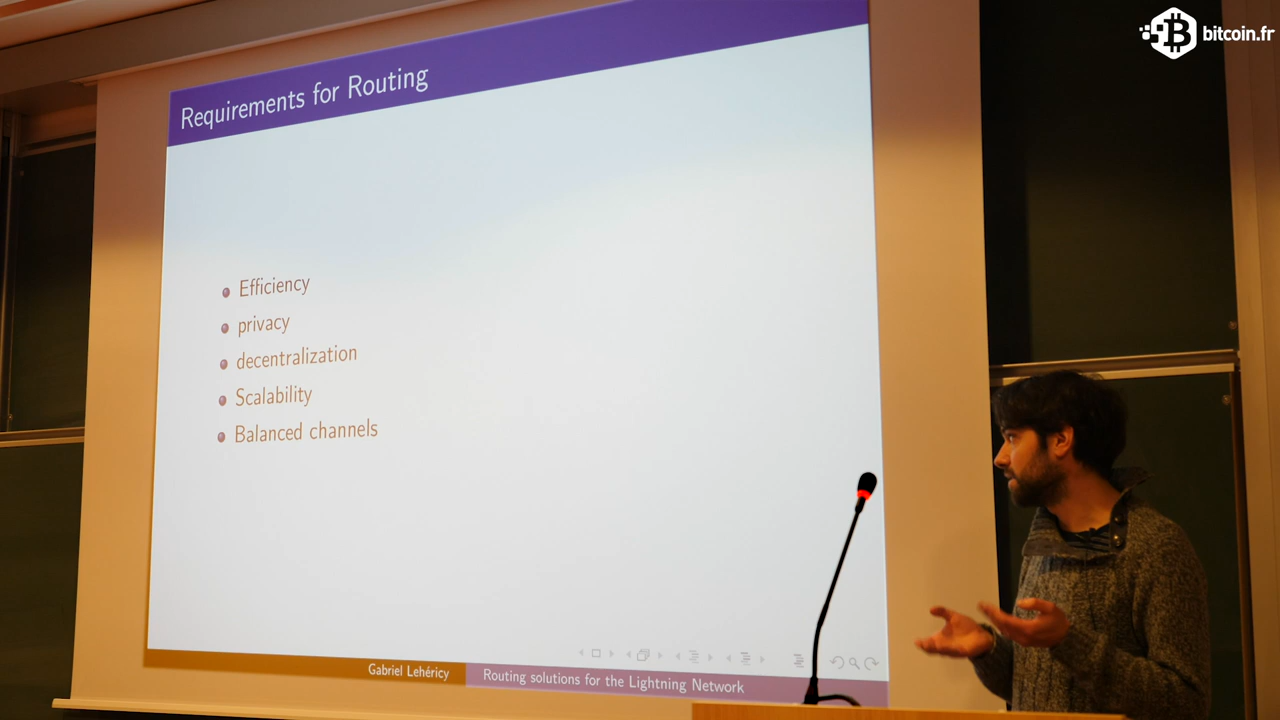 bitcoin.fr
Requirements for Routing
Efficiency
privacy
decentralization
Scalability
Balanced channels
Gabriel Lehéricy
Routing solutions for the Lightning Network